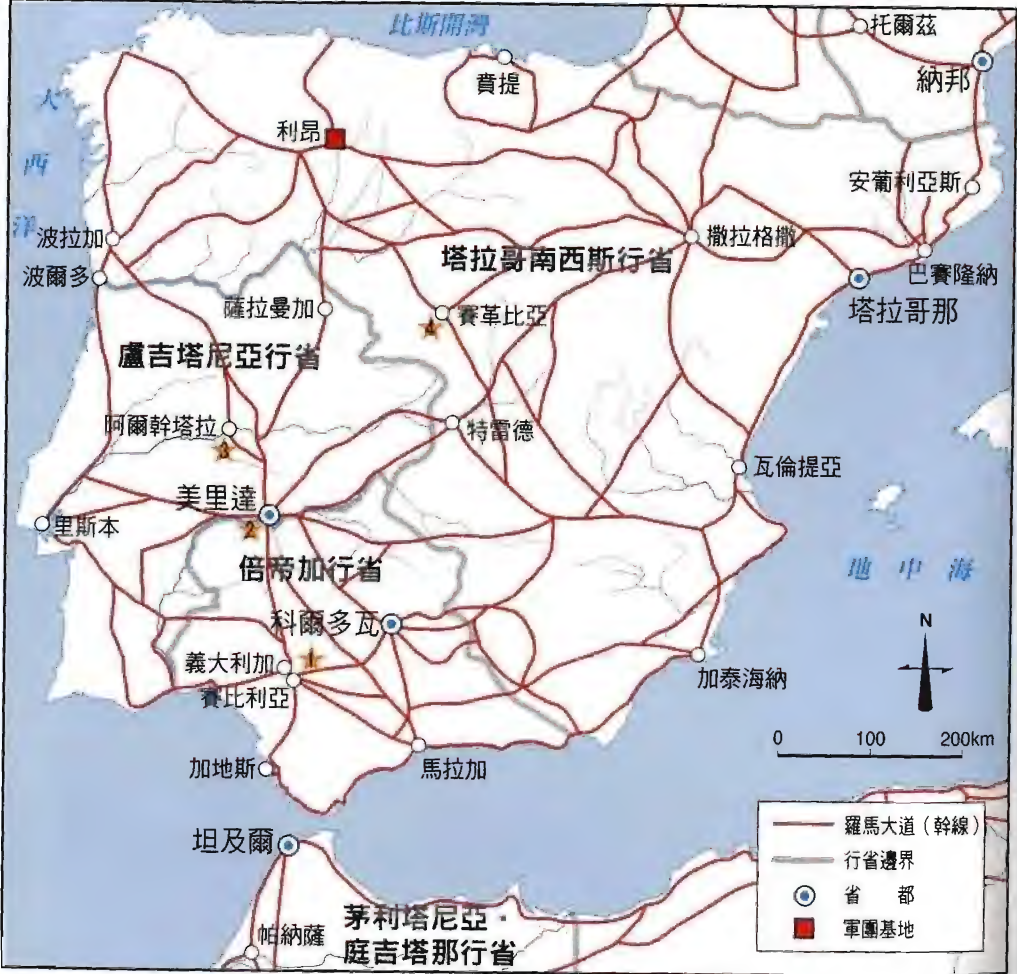 比斯開灣
托爾茲
納邦
賡提
利昂
大
西
洋
安葡利亞斯
波拉加
撒拉格撒
塔拉哥南西斯行省
巴賽隆納
波爾多
塔拉哥那
薩拉曼加
賽革比亞
4
盧吉塔尼亞行省
阿爾幹塔拉
3
特雷德
瓦倫提亞
美里達
2
里斯本
倍帝加行省
地中海
科爾多瓦
N
義大利加
1
賽比利亞
加泰海納
0 100 200km
加地斯
馬拉加
坦及爾
羅馬大道（幹線）
行省邊界
省都
軍團基地
帕納薩
茅利塔尼亞・
庭吉塔那行省